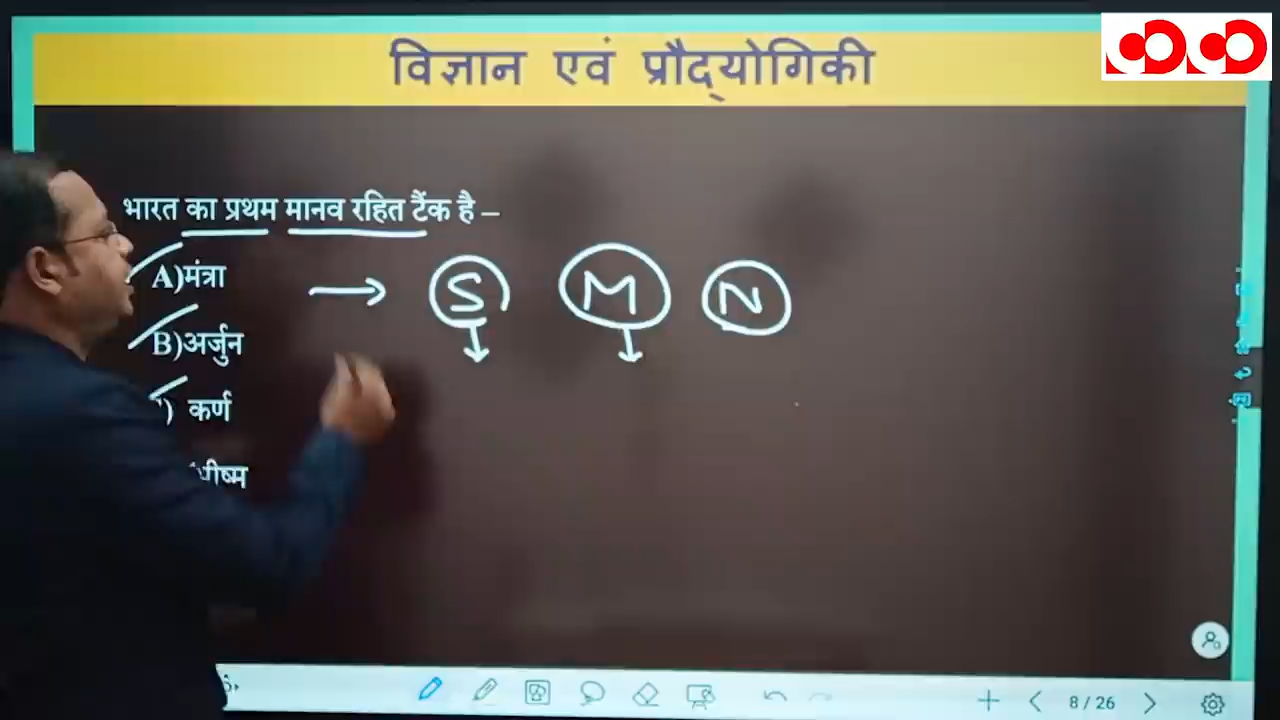 विज्ञान एवं प्रौद्योगिकी
भारत का प्रथम मानव रहित टैंक है –
A)मंत्रा
B)अर्जुन
) कर्ण
भीष्म
S M N
8 / 26